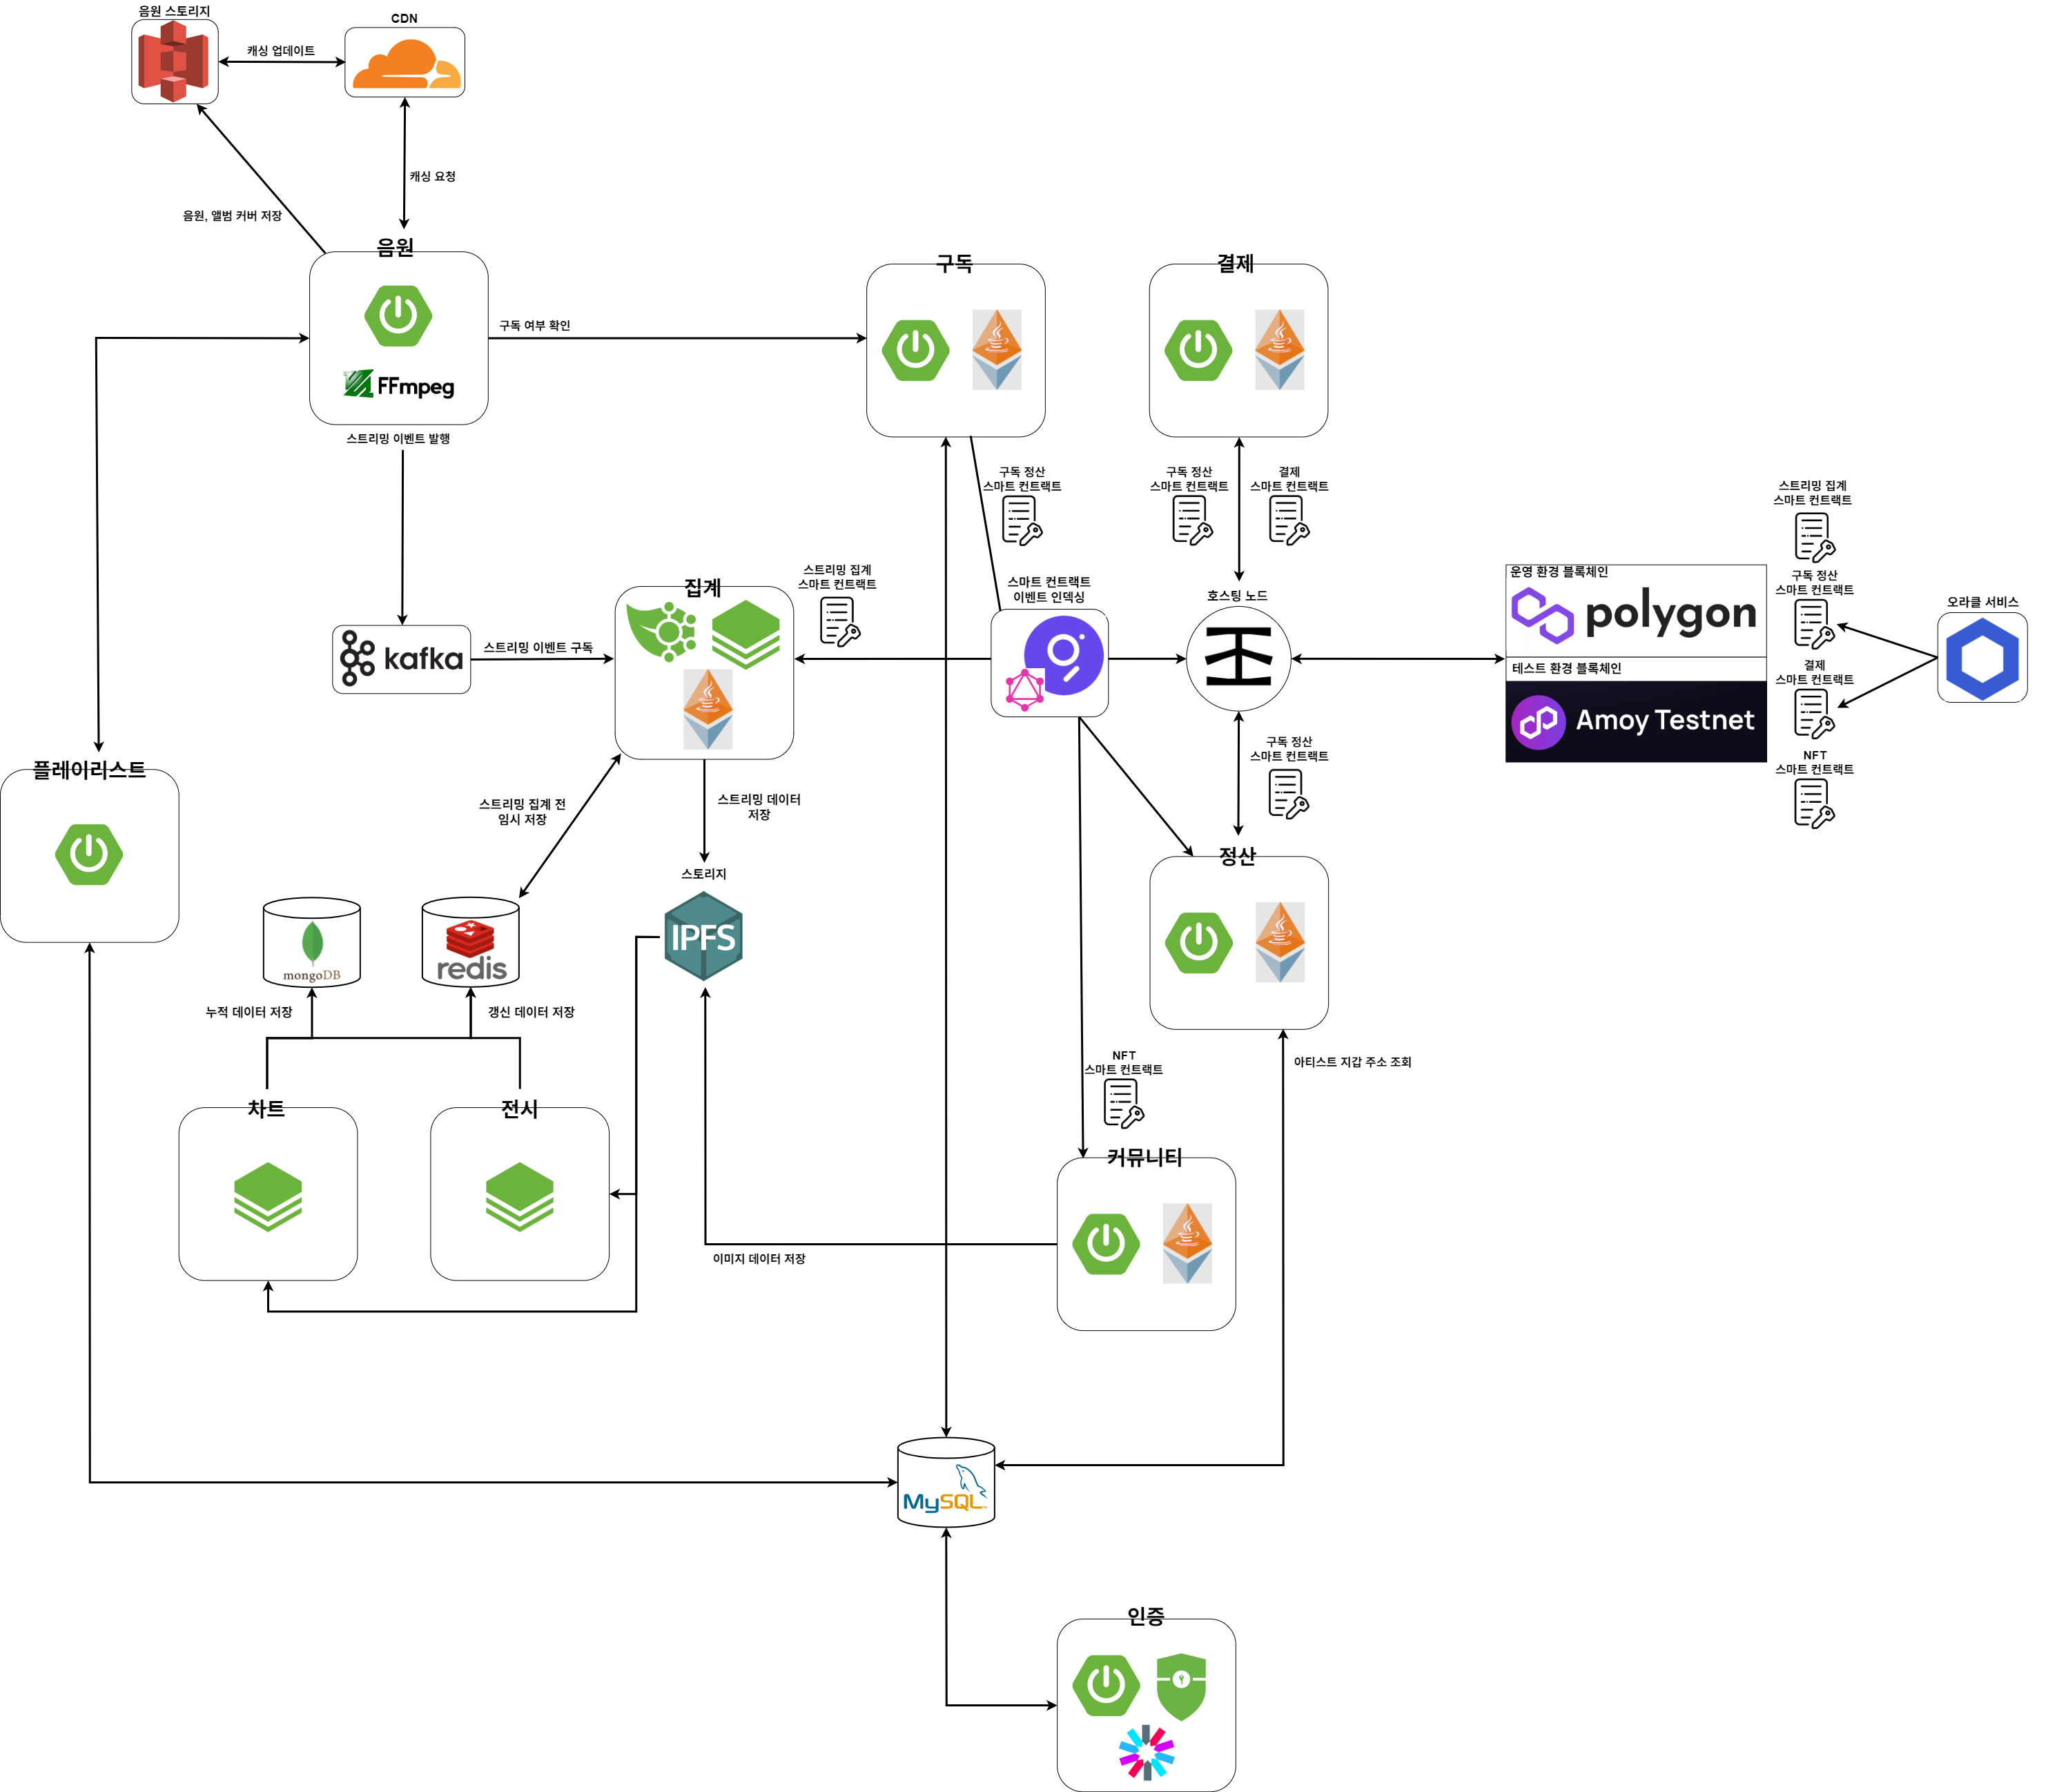 음원 스토리지
CDN
캐싱 업데이트
캐싱 요청
음원, 앨범 커버 저장
음원
FFmpeg
구독 여부 확인
구독
결제
스트리밍 이벤트 발행
구독 정산
스마트 컨트랙트
구독 정산
스마트 컨트랙트
결제
스마트 컨트랙트
스트리밍 집계
스마트 컨트랙트
운영 환경 블록체인
polygon
테스트 환경 블록체인
Amoy Testnet
구독 정산
스마트 컨트랙트
결제
스마트 컨트랙트
NFT
스마트 컨트랙트
오라클 서비스
집계
스트리밍 집계
스마트 컨트랙트
스마트 컨트랙트
이벤트 인덱싱
호스팅 노드
kafka
스트리밍 이벤트 구독
플레이리스트
스트리밍 집계 전
임시 저장
스트리밍 데이터
저장
구독 정산
스마트 컨트랙트
스토리지
IPFS
정산
mongoDB
redis
누적 데이터 저장
갱신 데이터 저장
아티스트 지갑 주소 조회
NFT
스마트 컨트랙트
차트
전시
커뮤니티
이미지 데이터 저장
MySQL
인증